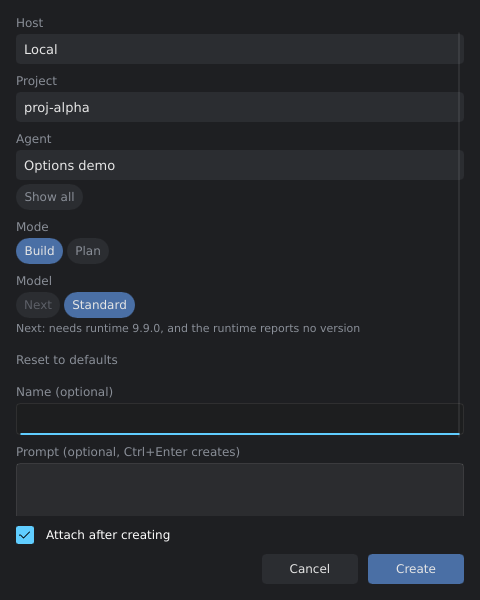 Host
Local
Project
proj-alpha
Agent
Options demo
Show all
Mode
Build Plan
Model
Next Standard
Next: needs runtime 9.9.0, and the runtime reports no version
Reset to defaults
Name (optional)
Prompt (optional, Ctrl+Enter creates)
Attach after creating
Cancel Create